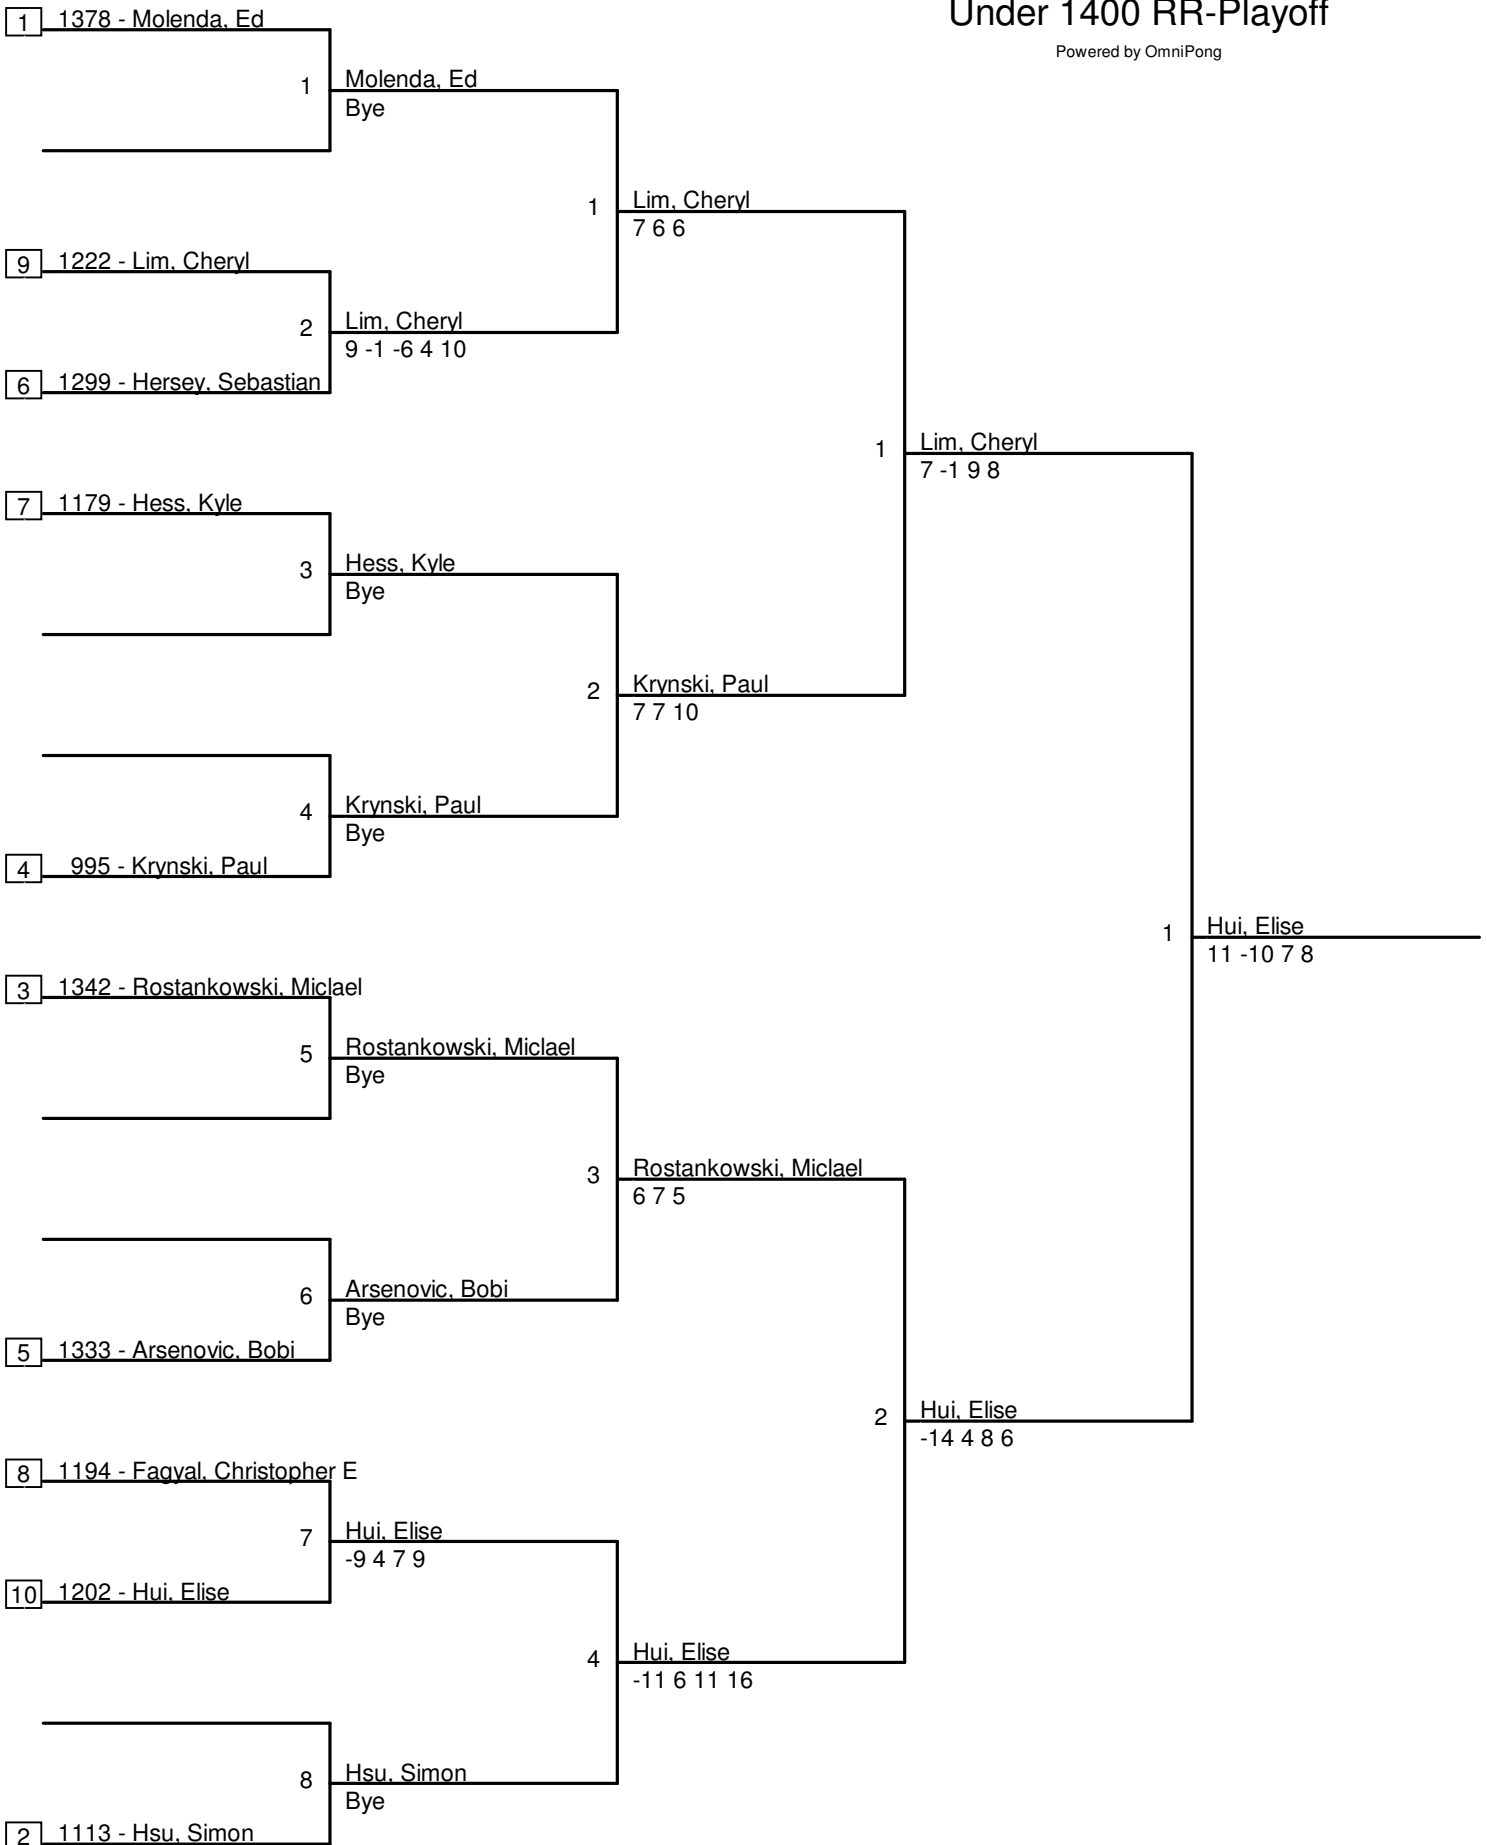 Under 1400 RR-Playoff
Powered by OmniPong
1 1378 - Molenda, Ed
1 Molenda, Ed
Bye
1 Lim, Cheryl
7 6 6
9 1222 - Lim, Cheryl
2 Lim, Cheryl
9 -1 -6 4 10
6 1299 - Hersey, Sebastian
1 Lim, Cheryl
7 -1 9 8
7 1179 - Hess, Kyle
3 Hess, Kyle
Bye
2 Krynski, Paul
7 7 10
4 Krynski, Paul
Bye
4 995 - Krynski, Paul
1 Hui, Elise
11 -10 7 8
3 1342 - Rostankowski, Miclael
5 Rostankowski, Miclael
Bye
3 Rostankowski, Miclael
6 7 5
6 Arsenovic, Bobi
Bye
5 1333 - Arsenovic, Bobi
2 Hui, Elise
-14 4 8 6
8 1194 - Fagyal, Christopher E
7 Hui, Elise
-9 4 7 9
10 1202 - Hui, Elise
4 Hui, Elise
-11 6 11 16
8 Hsu, Simon
Bye
2 1113 - Hsu, Simon